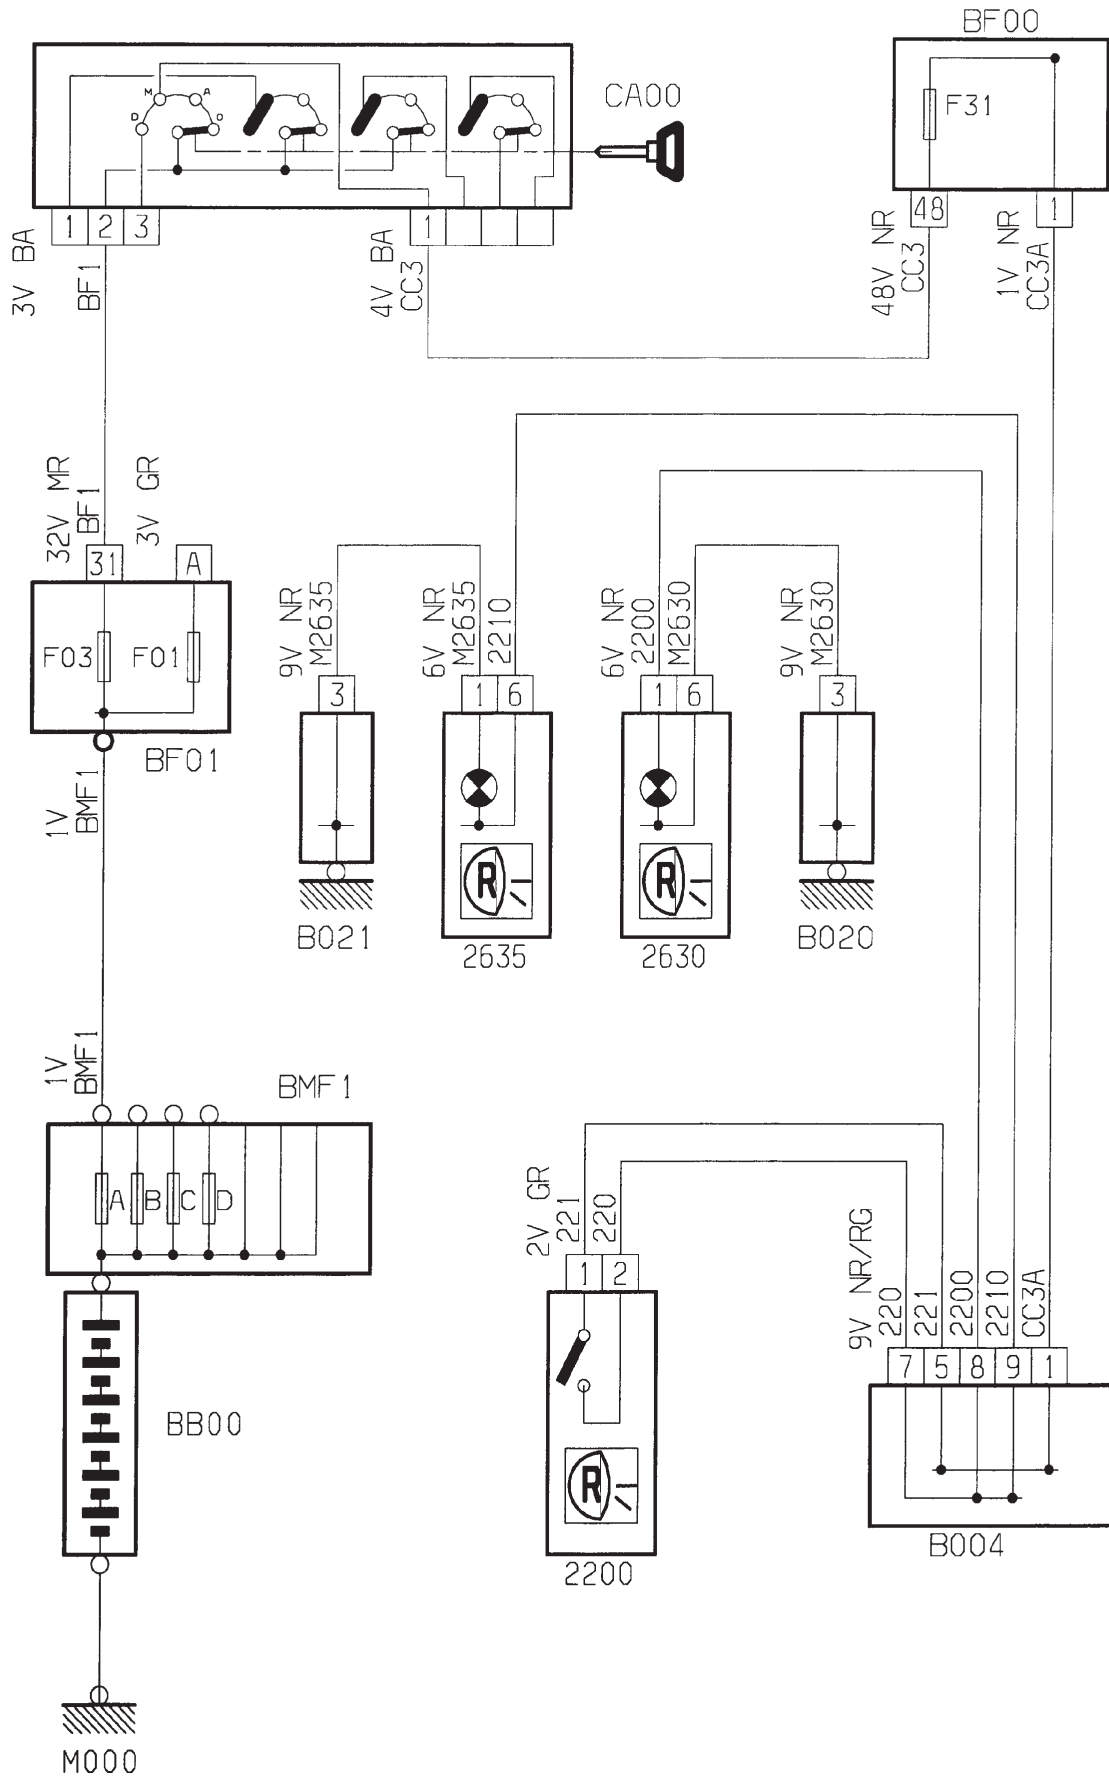 BF00
CA00
M A
D O
F31
1 2 3
1
48
1
3V BA
BF1
4V BA
CC3
48V NR
CC3
1V NR
CC3A
32V MR
BF1
3V GR
31
A
F03
F01
BF01
1V
BMF1
9V NR
M2635
6V NR
M2635
2210
6V NR
2200
M2630
9V NR
M2630
3
1 6
1 6
3
R
R
B021
2635
2630
B020
1V
BMF1
BMF1
A B C D
2V GR
221
220
1 2
9V NR/RG
220
221
2200
2210
CC3A
7 5 8 9 1
BB00
R
2200
B004
M000